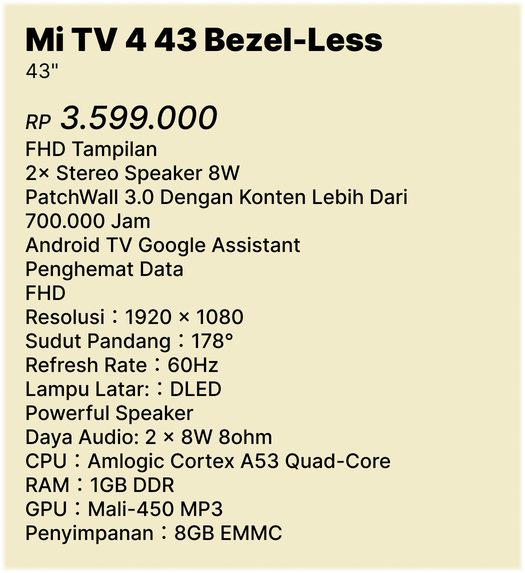 Mi TV 4 43 Bezel-Less
43"
RP 3.599.000
FHD Tampilan
2× Stereo Speaker 8W
PatchWall 3.0 Dengan Konten Lebih Dari
700.000 Jam
Android TV Google Assistant
Penghemat Data
FHD
Resolusi：1920 × 1080
Sudut Pandang：178°
Refresh Rate：60Hz
Lampu Latar:：DLED
Powerful Speaker
Daya Audio: 2 × 8W 8ohm
CPU：Amlogic Cortex A53 Quad-Core
RAM：1GB DDR
GPU：Mali-450 MP3
Penyimpanan：8GB EMMC